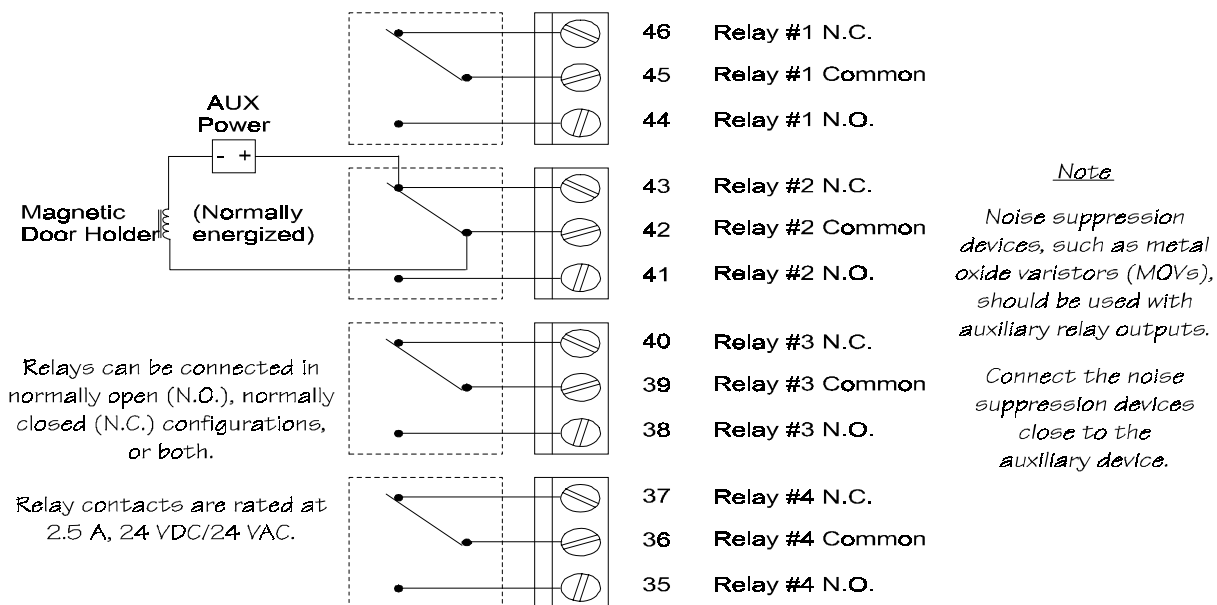 46 Relay #1 N.C.
45 Relay #1 Common
44 Relay #1 N.O.
AUX
Power
- +
Magnetic
Door Holder
(Normally
energized)
43 Relay #2 N.C.
42 Relay #2 Common
41 Relay #2 N.O.
Note
Noise suppression
devices, such as metal
oxide varistors (MOVs),
should be used with
auxiliary relay outputs.
Connect the noise
suppression devices
close to the
auxiliary device.
40 Relay #3 N.C.
39 Relay #3 Common
38 Relay #3 N.O.
Relays can be connected in
normally open (N.O.), normally
closed (N.C.) configurations,
or both.
Relay contacts are rated at
2.5 A, 24 VDC/24 VAC.
37 Relay #4 N.C.
36 Relay #4 Common
35 Relay #4 N.O.